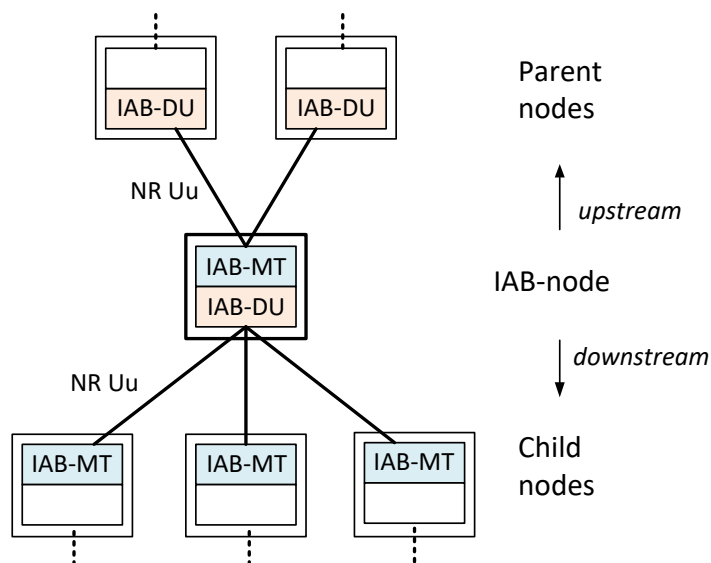 IAB-DU
IAB-DU
Parent
nodes
NR Uu
upstream
IAB-MT
IAB-DU
IAB-node
NR Uu
downstream
IAB-MT
IAB-MT
IAB-MT
Child
nodes